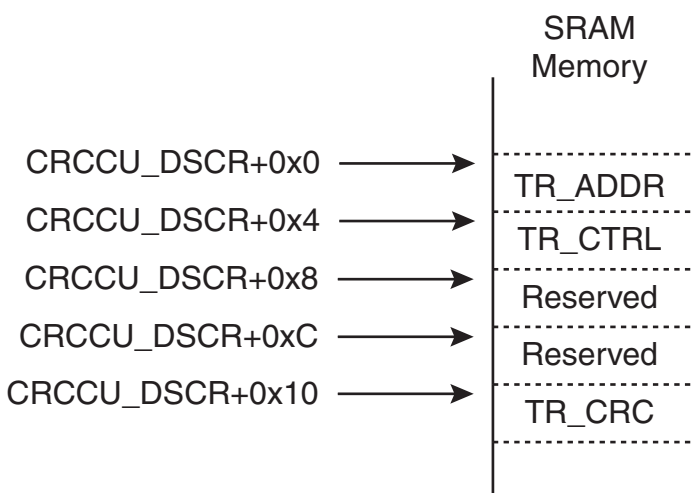 SRAM
Memory
CRCCU_DSCR+0x0
TR_ADDR
CRCCU_DSCR+0x4
TR_CTRL
CRCCU_DSCR+0x8
Reserved
CRCCU_DSCR+0xC
Reserved
CRCCU_DSCR+0x10
TR_CRC